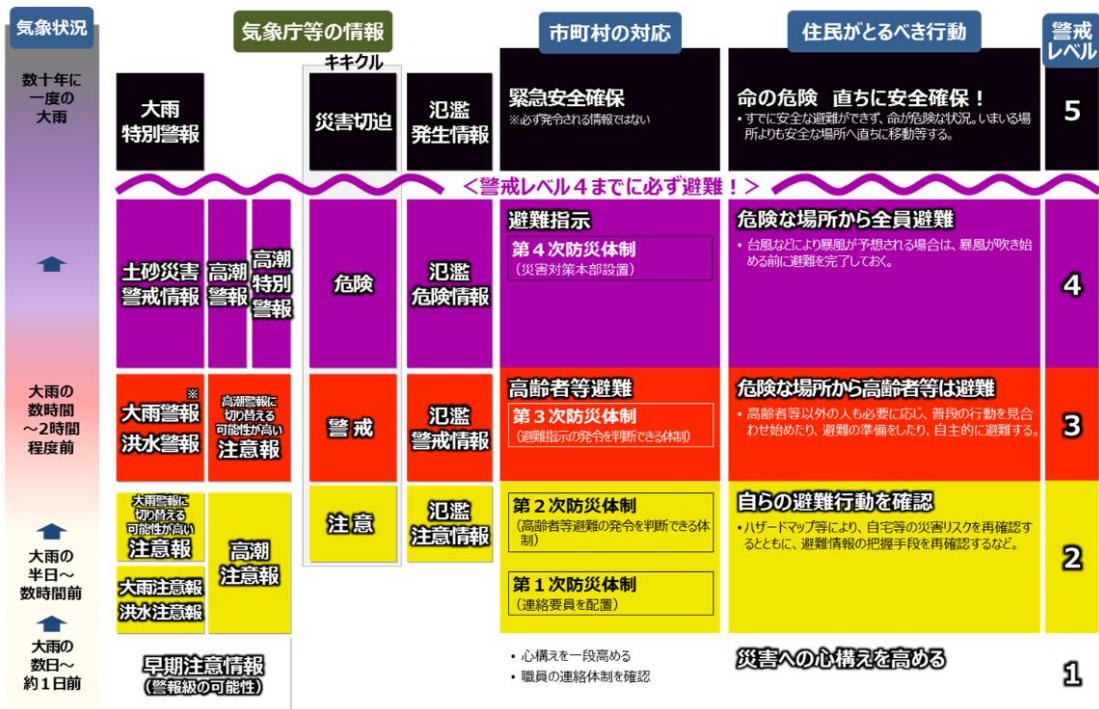 気象状況
気象庁等の情報
市町村の対応
住民がとるべき行動
警戒
レベル
キキクル
数十年に
一度の
大雨
大雨
特別警報
災害切迫
氾濫
発生情報
緊急安全確保
※必ず発令される情報ではない
命の危険 直ちに安全確保！
・すでに安全な避難ができず、命が危険な状況。いまいる場
所よりも安全な場所へ直ちに移動等する。
5
＜警戒レベル４までに必ず避難！＞
土砂災害
警戒情報
高潮
警報
高潮
特別
警報
危険
氾濫
危険情報
避難指示
第４次防災体制
（災害対策本部設置）
危険な場所から全員避難
・台風などにより暴風が予想される場合は、暴風が吹き始
める前に避難を完了しておく。
4
大雨の
数時間
～２時間
程度前
※
大雨警報
洪水警報
高潮警報に
切り替える
可能性が高い
注意報
警戒
氾濫
警戒情報
高齢者等避難
第３次防災体制
（避難指示の発令を判断できる体制）
危険な場所から高齢者等は避難
・高齢者等以外の人も必要に応じ、普段の行動を見合
わせ始めたり、避難の準備をしたり、自主的に避難する。
3
大雨の
半日～
数時間前
大雨警報に
切り替える
可能性が高い
注意報
大雨注意報
洪水注意報
高潮
注意報
注意
氾濫
注意情報
第２次防災体制
（高齢者等避難の発令を判断できる体
制）
第１次防災体制
（連絡要員を配置）
自らの避難行動を確認
・ハザードマップ等により、自宅等の災害リスクを再確認す
るとともに、避難情報の把握手段を再確認するなど。
2
大雨の
数日～
約１日前
早期注意情報
（警報級の可能性）
・心構えを一段高める
・職員の連絡体制を確認
災害への心構えを高める
1